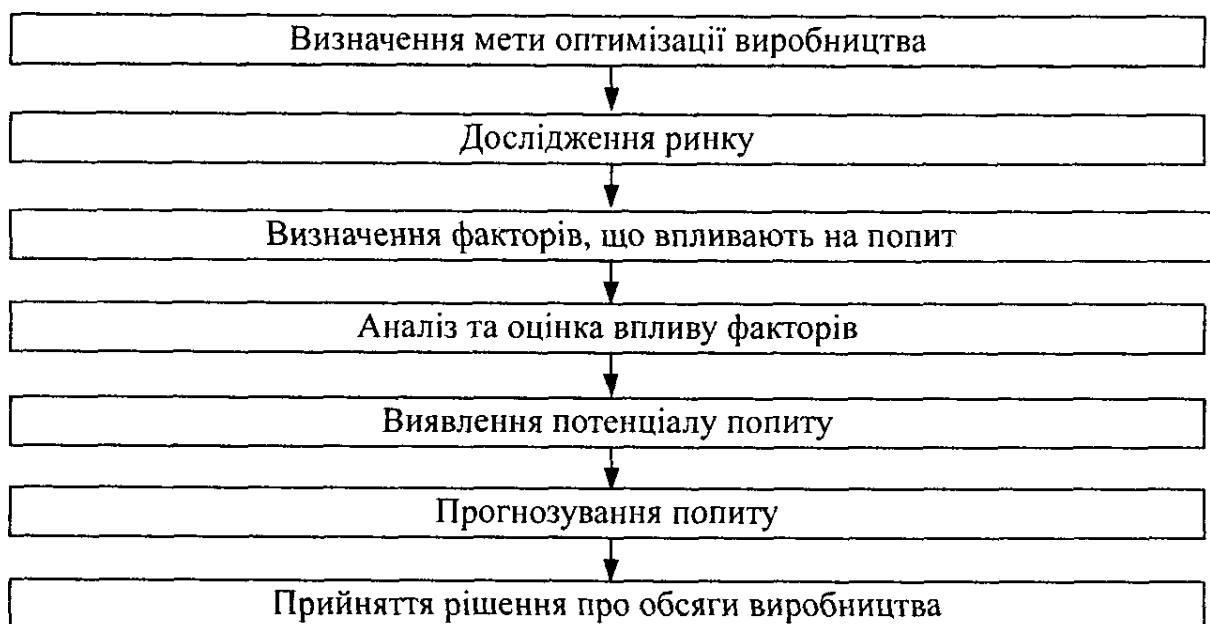 Визначення мети оптимізації виробництва
Дослідження ринку
Визначення факторів, що впливають на попит
Аналіз та оцінка впливу факторів
Виявлення потенціалу попиту
Прогнозування попиту
Прийняття рішення про обсяги виробництва